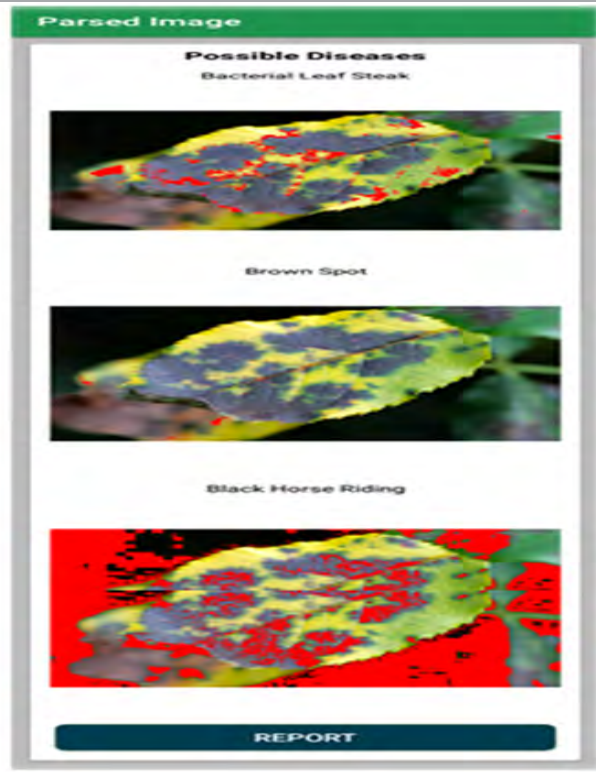 Parsed Image
Possible Diseases
Bacterial Leaf Steak
Brown Spot
Black Horse Riding
REPORT